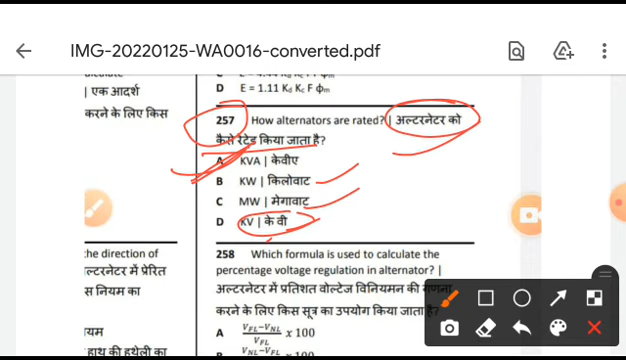 IMG-20220125-WA0016-converted.pdf
| एक आदर्श
करने के लिए किस
D E = 1.11 Kd Kc F ϕm
257 How alternators are rated? | अल्टरनेटर को
कैसे रेटेड किया जाता है?
A KVA | केवीए
B KW | किलोवाट
C MW | मेगावाट
D KV | के वी
the direction of
ल्टरनेटर में प्रेरित
स नियम का
यम
हाथ की हथेली का
258 Which formula is used to calculate the
percentage voltage regulation in alternator? |
अल्टरनेटर में प्रतिशत वोल्टेज विनियमन की गणना
करने के लिए किस सूत्र का उपयोग किया जाता है?
A (VFL−VNL)/VFL x 100
VNL−VFL x 100